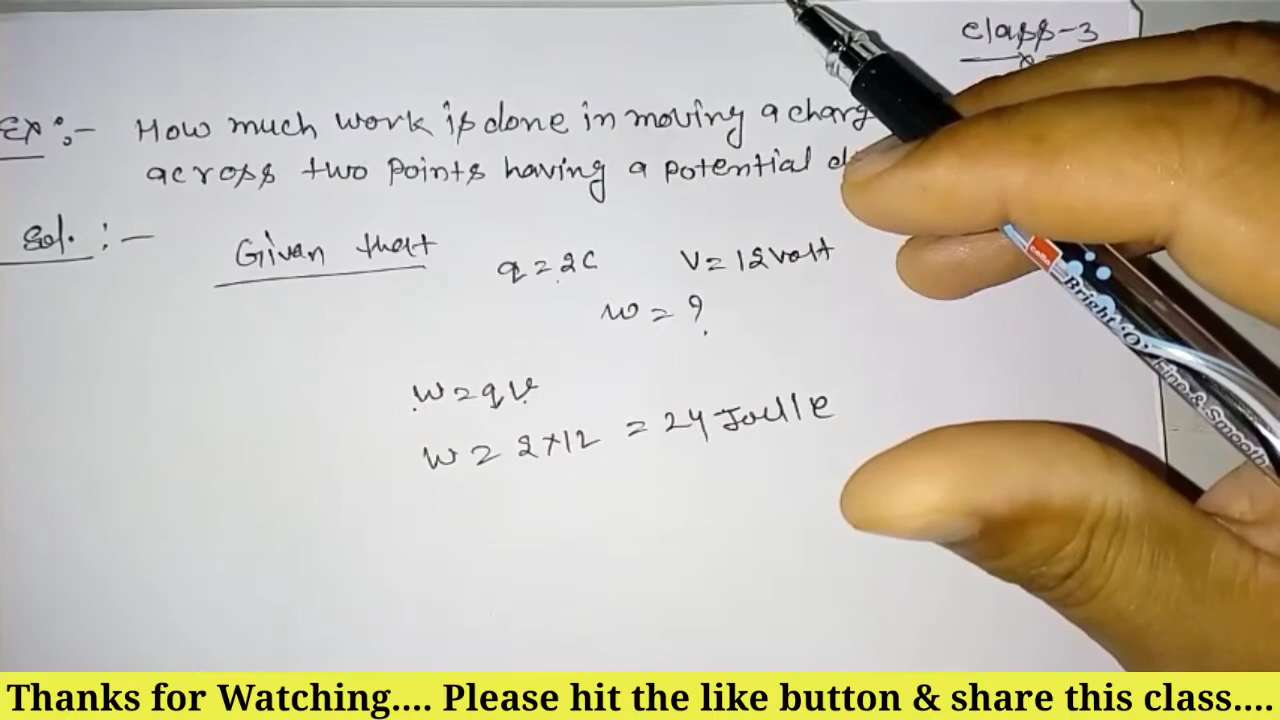 class-3
Ex :- How much work is done in moving a charg
across two points having a potential d
Sol. :-
Given that q = 2C V = 12 volt
w = ?
w = qv
w = 2 × 12 = 24 Joulle
cello
Bright 'O'
Fine & Smooth
Thanks for Watching.... Please hit the like button & share this class....